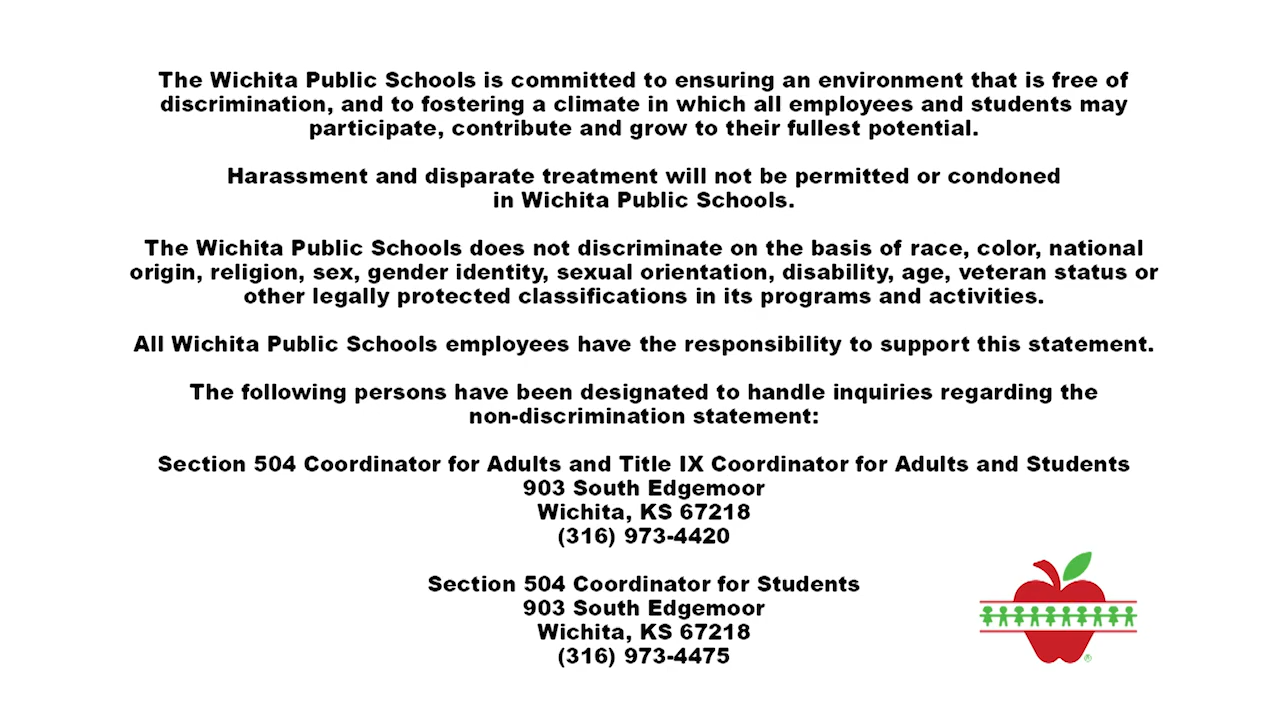 The Wichita Public Schools is committed to ensuring an environment that is free of
discrimination, and to fostering a climate in which all employees and students may
participate, contribute and grow to their fullest potential.
Harassment and disparate treatment will not be permitted or condoned
in Wichita Public Schools.
The Wichita Public Schools does not discriminate on the basis of race, color, national
origin, religion, sex, gender identity, sexual orientation, disability, age, veteran status or
other legally protected classifications in its programs and activities.
All Wichita Public Schools employees have the responsibility to support this statement.
The following persons have been designated to handle inquiries regarding the
non-discrimination statement:
Section 504 Coordinator for Adults and Title IX Coordinator for Adults and Students
903 South Edgemoor
Wichita, KS 67218
(316) 973-4420
Section 504 Coordinator for Students
903 South Edgemoor
Wichita, KS 67218
(316) 973-4475
®